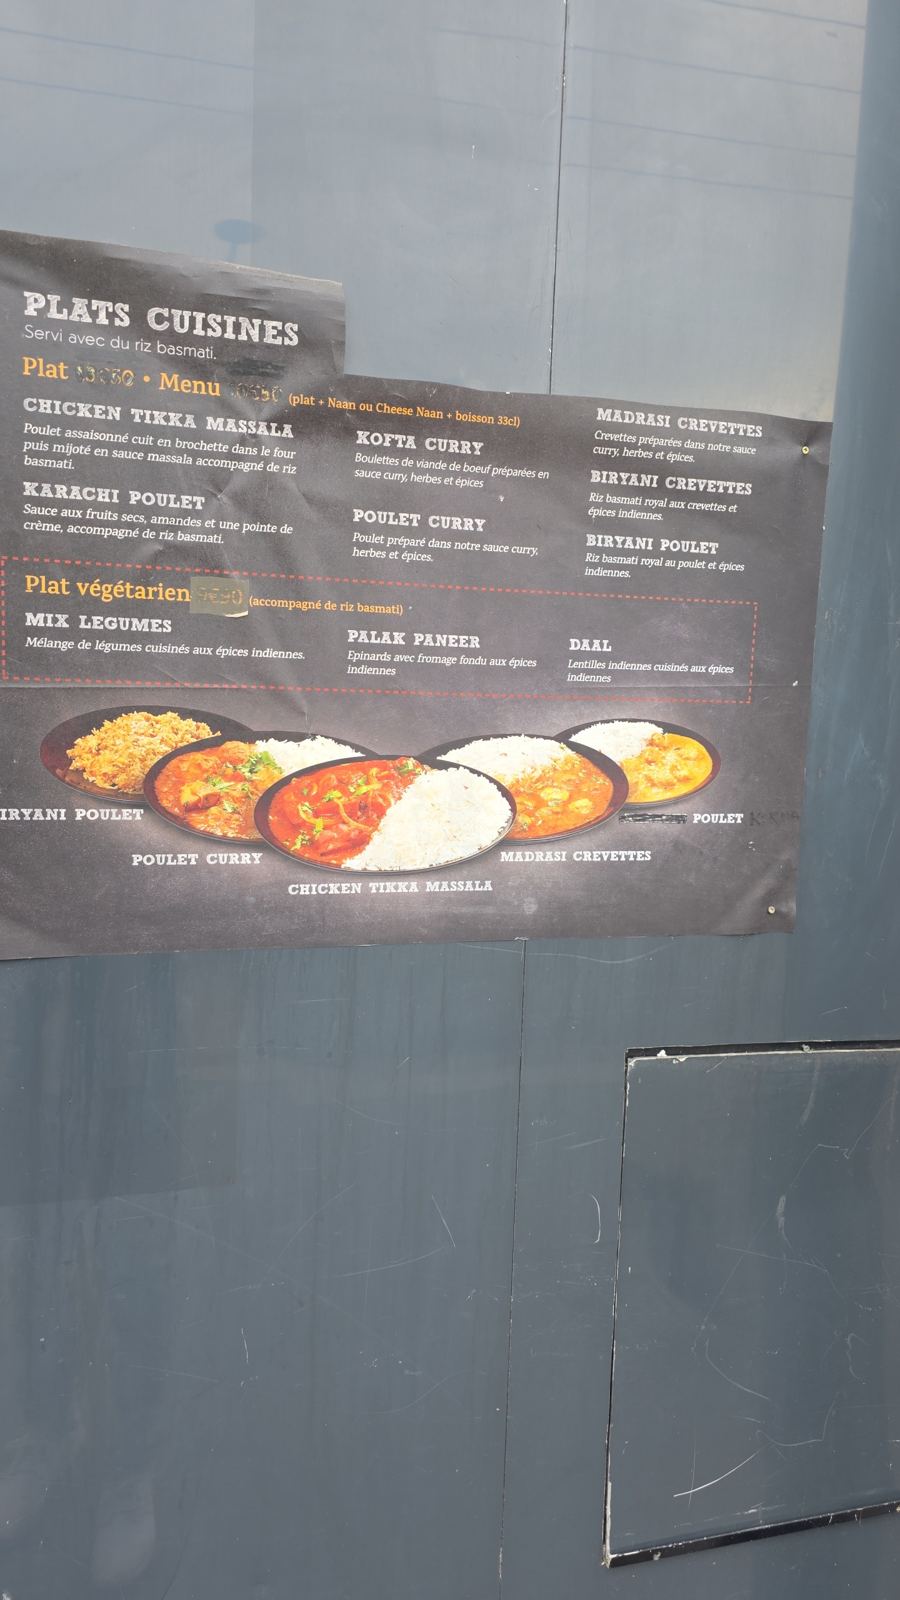 PLATS CUISINES
Servi avec du riz basmati.
Plat • Menu (plat + Naan ou Cheese Naan + boisson 33cl)
CHICKEN TIKKA MASSALA
Poulet assaisonné cuit en brochette dans le four
puis mijoté en sauce massala accompagné de riz
basmati.
KARACHI POULET
Sauce aux fruits secs, amandes et une pointe de
crème, accompagné de riz basmati.
KOFTA CURRY
Boulettes de viande de boeuf préparées en
sauce curry, herbes et épices
POULET CURRY
Poulet préparé dans notre sauce curry,
herbes et épices.
MADRASI CREVETTES
Crevettes préparées dans notre sauce
curry, herbes et épices.
BIRYANI CREVETTES
Riz basmati royal aux crevettes et
épices indiennes.
BIRYANI POULET
Riz basmati royal au poulet et épices
indiennes.
Plat végétarien 9€90 (accompagné de riz basmati)
MIX LEGUMES
Mélange de légumes cuisinés aux épices indiennes.
PALAK PANEER
Epinards avec fromage fondu aux épices
indiennes
DAAL
Lentilles indiennes cuisinés aux épices
indiennes
IRYANI POULET
POULET CURRY
CHICKEN TIKKA MASSALA
MADRASI CREVETTES
POULET